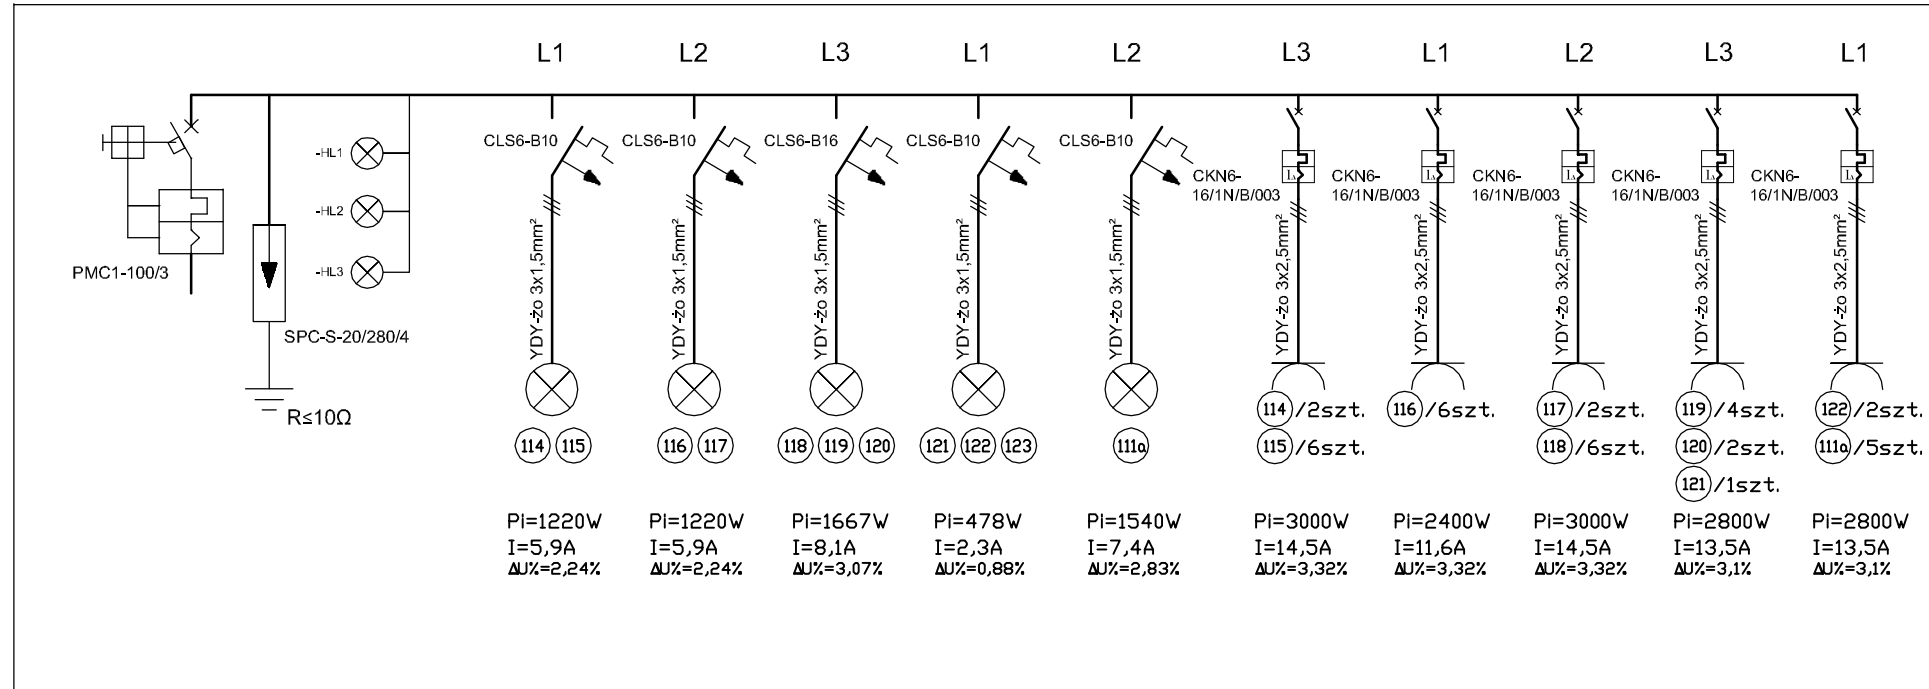 L1 L2 L3 L1 L2 L3 L1 L2 L3 L1
CLS6-B10 CLS6-B10 CLS6-B16 CLS6-B10 CLS6-B10
-HL1
-HL2
-HL3
PMC1-100/3
SPC-S-20/280/4
R≤10Ω
CKN6- CKN6- CKN6- CKN6- CKN6-
16/1N/B/003 16/1N/B/003 16/1N/B/003 16/1N/B/003 16/1N/B/003
I△ I△ I△ I△ I△
YDY-żo 3x1,5mm²
YDY-żo 3x1,5mm²
YDY-żo 3x1,5mm²
YDY-żo 3x1,5mm²
YDY-żo 3x1,5mm²
YDY-żo 3x2,5mm²
YDY-żo 3x2,5mm²
YDY-żo 3x2,5mm²
YDY-żo 3x2,5mm²
YDY-żo 3x2,5mm²
114/2szt. 116/6szt. 117/2szt. 119/4szt. 122/2szt.
114 115 116 117 118 119 120 121 122 123 111a 115/6szt. 118/6szt. 120/2szt. 111a/5szt.
121/1szt.
Pi=1220W Pi=1220W Pi=1667W Pi=478W Pi=1540W Pi=3000W Pi=2400W Pi=3000W Pi=2800W Pi=2800W
I=5,9A I=5,9A I=8,1A I=2,3A I=7,4A I=14,5A I=11,6A I=14,5A I=13,5A I=13,5A
ΔU%=2,24% ΔU%=2,24% ΔU%=3,07% ΔU%=0,88% ΔU%=2,83% ΔU%=3,32% ΔU%=3,32% ΔU%=3,32% ΔU%=3,1% ΔU%=3,1%